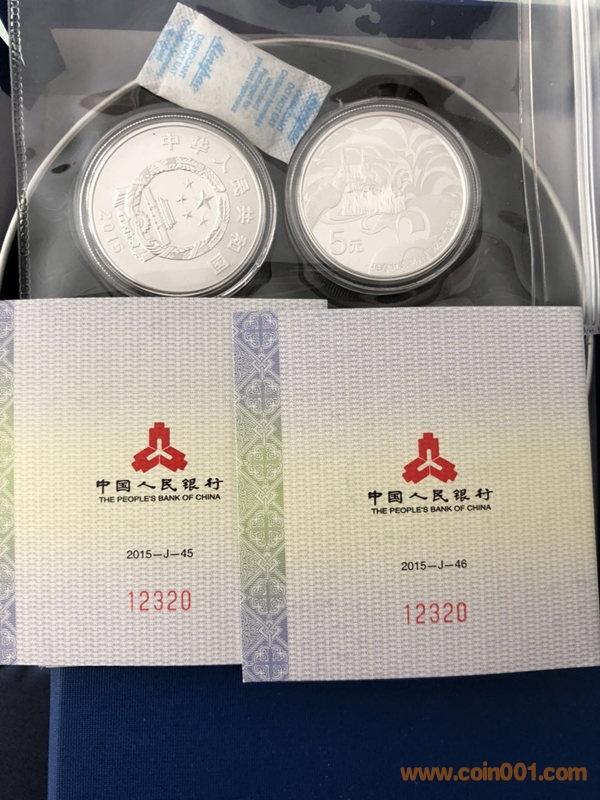 中华人民共和国
2015
5元
中国人民银行
THE PEOPLE'S BANK OF CHINA
2015-J-45
12320
中国人民银行
THE PEOPLE'S BANK OF CHINA
2015-J-46
12320
www.coin001.com